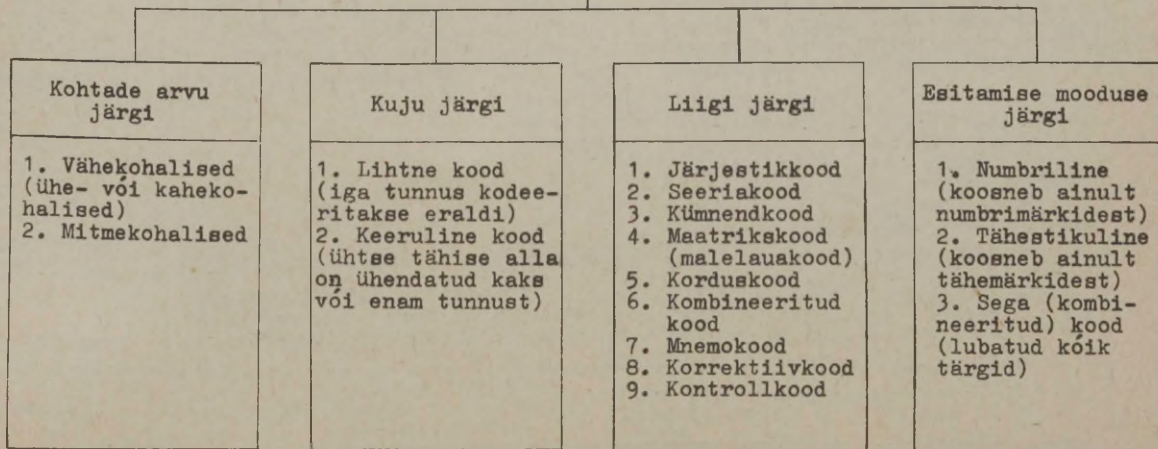 Kohtade arvu
järgi
1. Vähekohalised
(ühe- või kaheko-
halised)
2. Mitmekohalised
Kuju järgi
1. Lihtne kood
(iga tunnus kodee-
ritakse eraldi)
2. Keeruline kood
(ühtse tähise alla
on ühendatud kaks
või enam tunnust)
Liigi järgi
1. Järjestikkood
2. Seeriakood
3. Kümnendkood
4. Maatrikskood
(malelauakood)
5. Korduskood
6. Kombineeritud
kood
7. Mnemokood
8. Korrektiivkood
9. Kontrollkood
Esitamise mooduse
järgi
1. Numbriline
(koosneb ainult
numbrimärkidest)
2. Tähestikuline
(koosneb ainult
tähemärkidest)
3. Sega (kombi-
neeritud) kood
(lubatud kõik
tärgid)